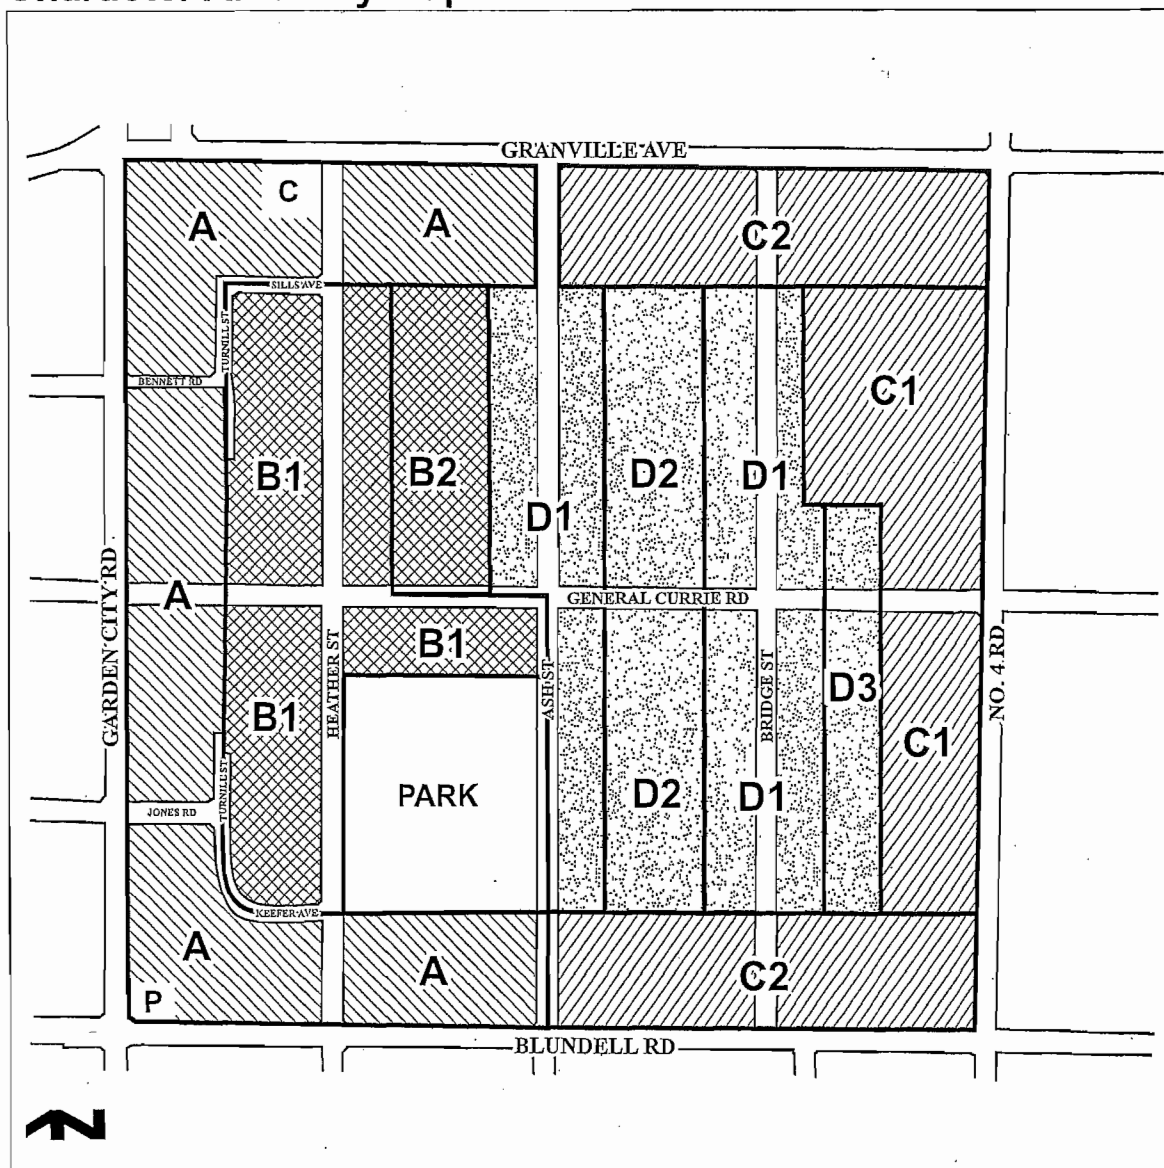 GRANVILLE AVE
C
A
A
C2
SILLS AVE
TURNILL ST
BENNETT RD
C1
B1
B2
D2
D1
D1
GARDEN CITY RD
A
GENERAL CURRIE RD
HEATHER ST
B1
ASH ST
BRIDGE ST
NO. 4 RD
D3
B1
C1
PARK
D2
D1
JONES RD
TURNILL ST
KEEFER AVE
A
A
C2
P
BLUNDELL RD
N